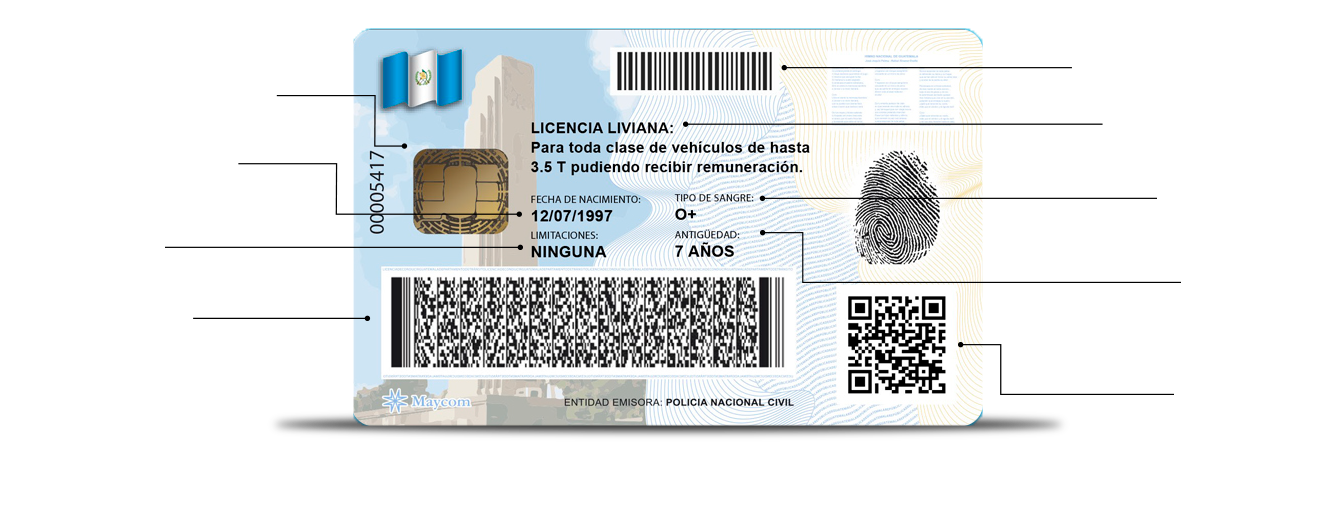 LICENCIA LIVIANA:
Para toda clase de vehículos de hasta
3.5 T pudiendo recibir remuneración.
00005417
FECHA DE NACIMIENTO:
12/07/1997
TIPO DE SANGRE:
O+
LIMITACIONES:
NINGUNA
ANTIGÜEDAD:
7 AÑOS
Maycom
ENTIDAD EMISORA: POLICIA NACIONAL CIVIL